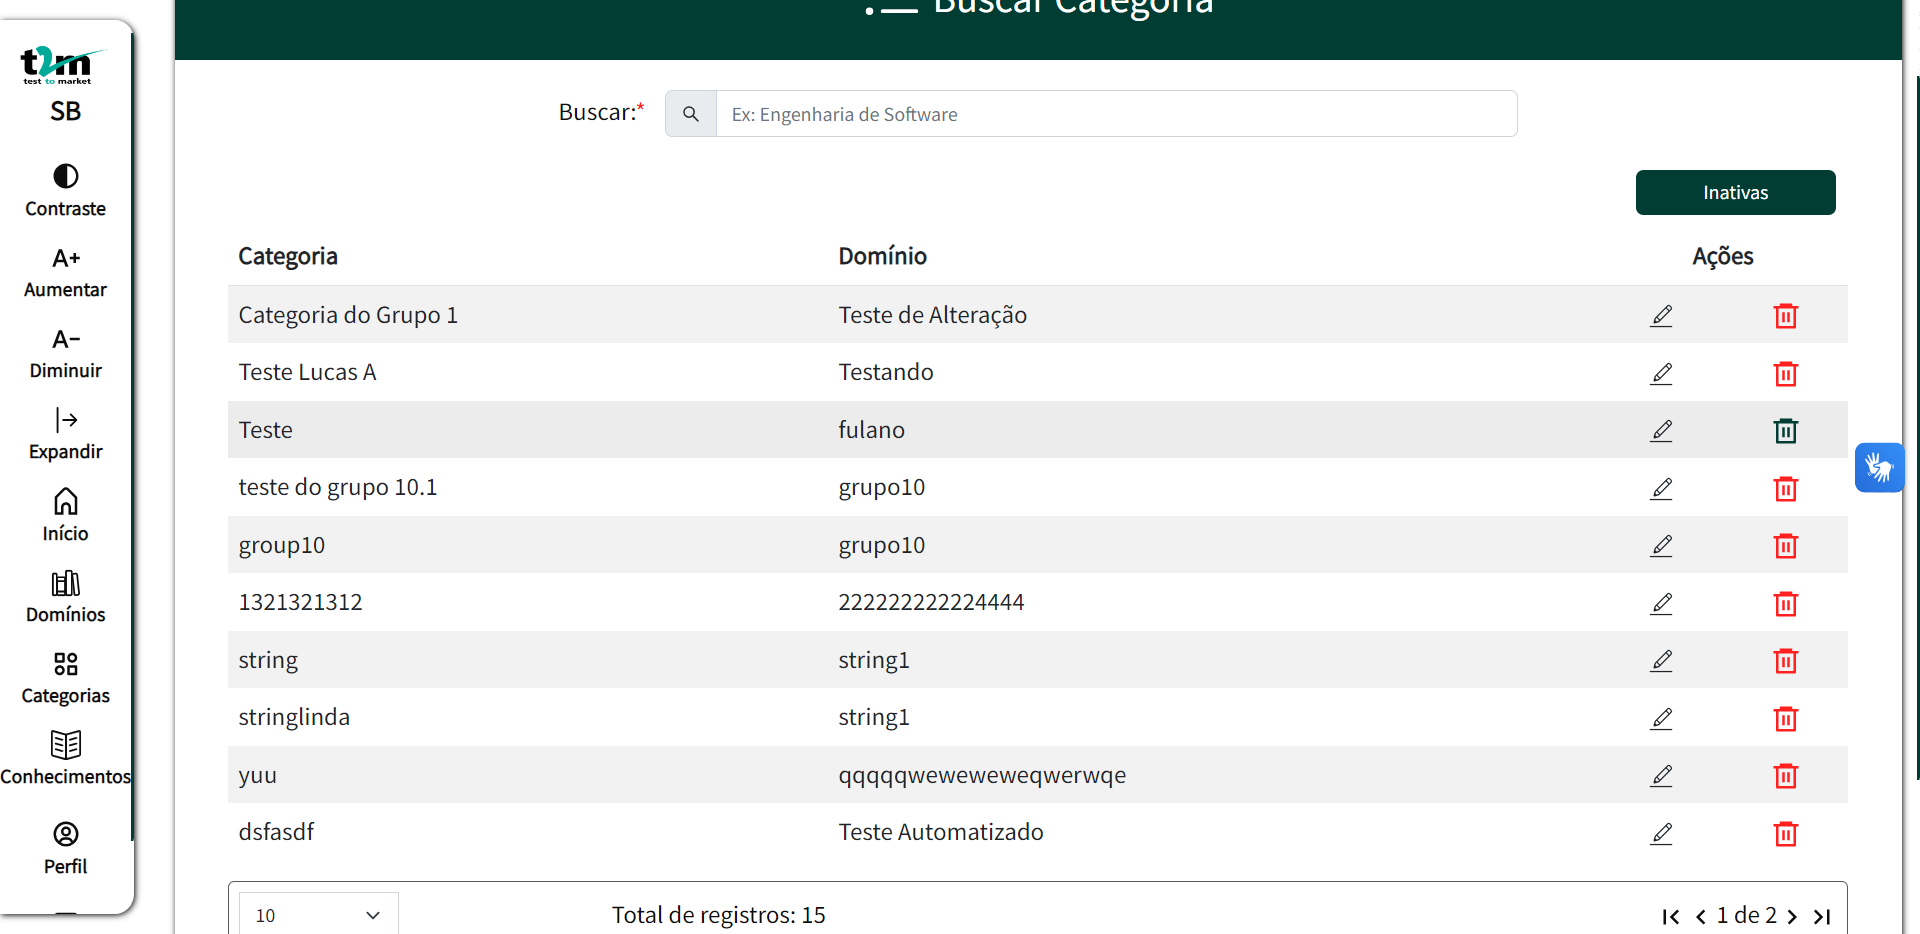 Buscar Categoria
t2m
test to market
SB
Contraste
A+
Aumentar
A-
Diminuir
Expandir
Início
Domínios
Categorias
Conhecimentos
Perfil
Buscar:*
Ex: Engenharia de Software
Inativas
Categoria Domínio Ações
Categoria do Grupo 1 Teste de Alteração
Teste Lucas A Testando
Teste fulano
teste do grupo 10.1 grupo10
group10 grupo10
1321321312 222222222224444
string string1
stringlinda string1
yuu qqqqqweweweweqwerwqe
dsfasdf Teste Automatizado
10 Total de registros: 15 1 de 2